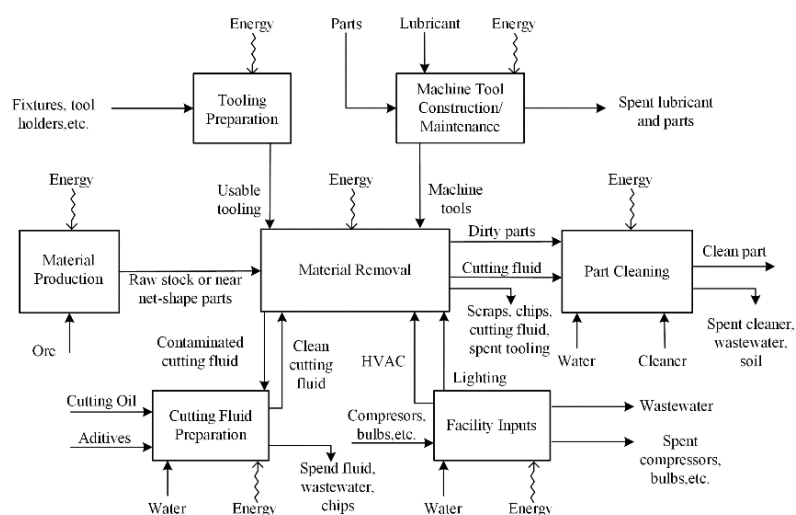 Energy
Parts
Lubricant
Energy
Fixtures, tool
holders,etc.
Tooling
Preparation
Machine Tool
Construction/
Maintenance
Spent lubricant
and parts
Energy
Usable
tooling
Energy
Machine
tools
Energy
Material
Production
Raw stock or near
net-shape parts
Material Removal
Dirty parts
Cutting fluid
Part Cleaning
Clean part
Scraps, chips,
cutting fluid,
spent tooling
Spent cleaner,
wastewater,
soil
Orc
Contaminated
cutting fluid
Clean
cutting
fluid
HVAC
Lighting
Water
Cleaner
Cutting Oil
Aditives
Cutting Fluid
Preparation
Compresors,
bulbs,etc.
Facility Inputs
Wastewater
Spent
compressors,
bulbs,etc.
Spend fluid,
wastewater,
chips
Water
Energy
Water
Energy